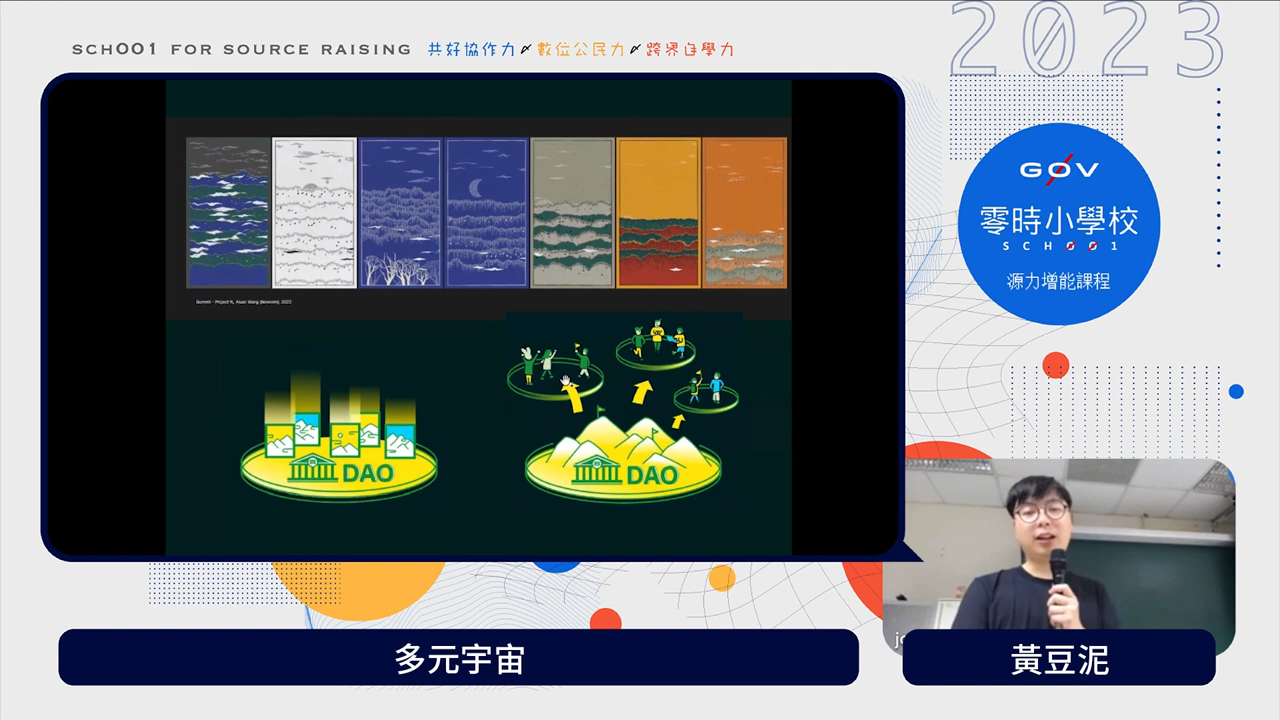 SCH001 FOR SOURCE RAISING 共好協作力 數位公民力 跨界自學力
2023
G0V
零時小學校
SCH001
源力增能課程
DAO
DAO
多元宇宙
黃豆泥